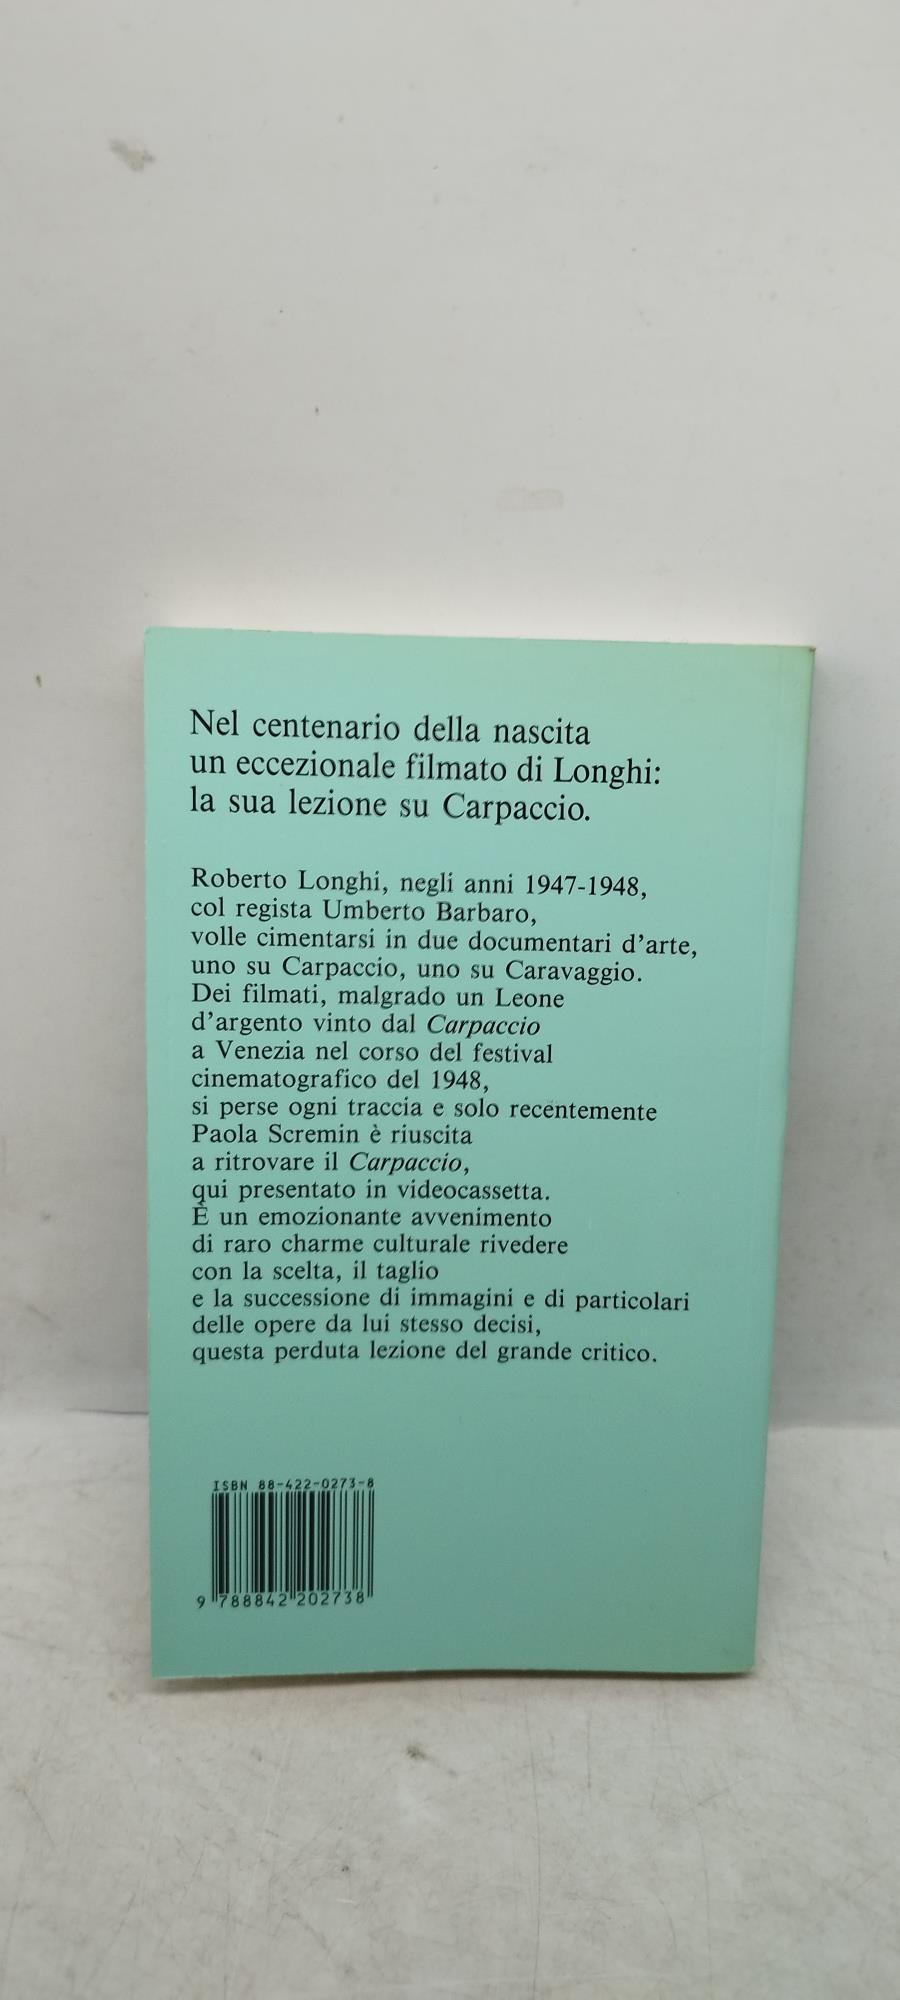 Nel centenario della nascita
un eccezionale filmato di Longhi:
la sua lezione su Carpaccio.
Roberto Longhi, negli anni 1947-1948,
col regista Umberto Barbaro,
volle cimentarsi in due documentari d'arte,
uno su Carpaccio, uno su Caravaggio.
Dei filmati, malgrado un Leone
d'argento vinto dal Carpaccio
a Venezia nel corso del festival
cinematografico del 1948,
si perse ogni traccia e solo recentemente
Paola Scremin è riuscita
a ritrovare il Carpaccio,
qui presentato in videocassetta.
È un emozionante avvenimento
di raro charme culturale rivedere
con la scelta, il taglio
e la successione di immagini e di particolari
delle opere da lui stesso decisi,
questa perduta lezione del grande critico.
ISBN 88-422-0273-8
9 788842 202738